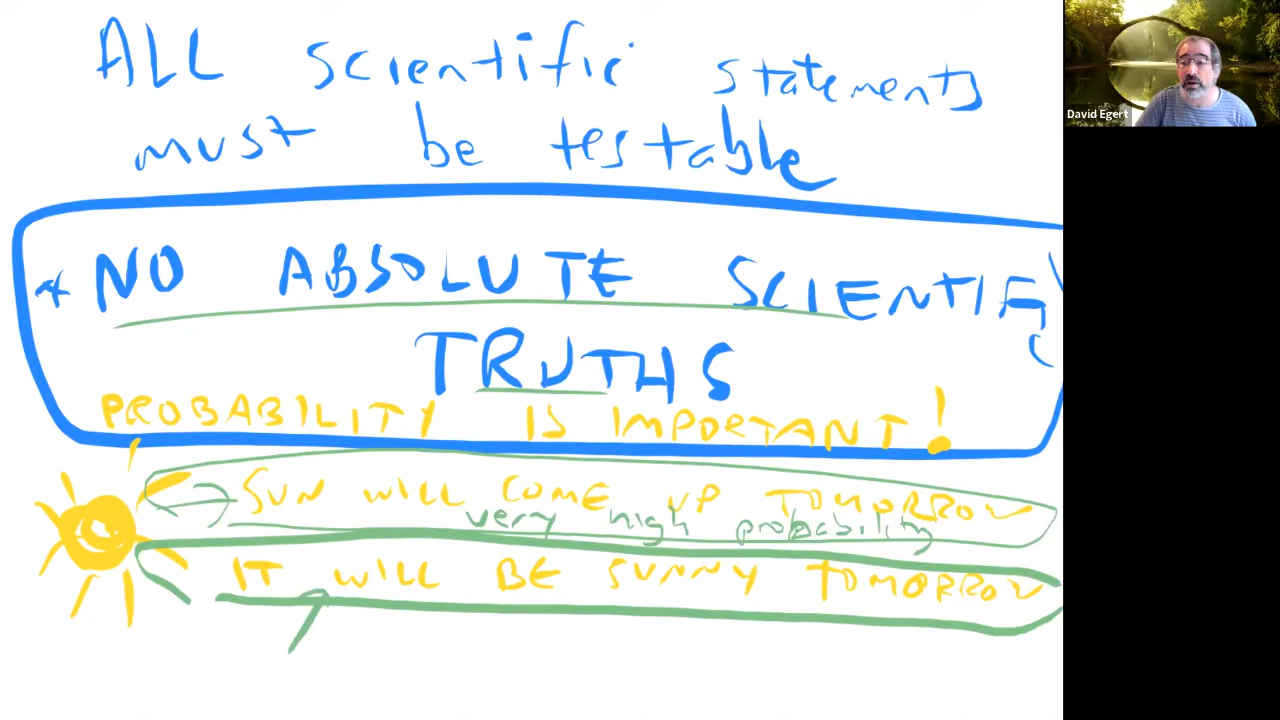 ALL scientific statements
must be testable
* NO ABSOLUTE SCIENTIFIC
TRUTHS
PROBABILITY IS IMPORTANT!
SUN WILL COME UP TOMORROW
very high probability
IT WILL BE SUNNY TOMORROW
David Egert